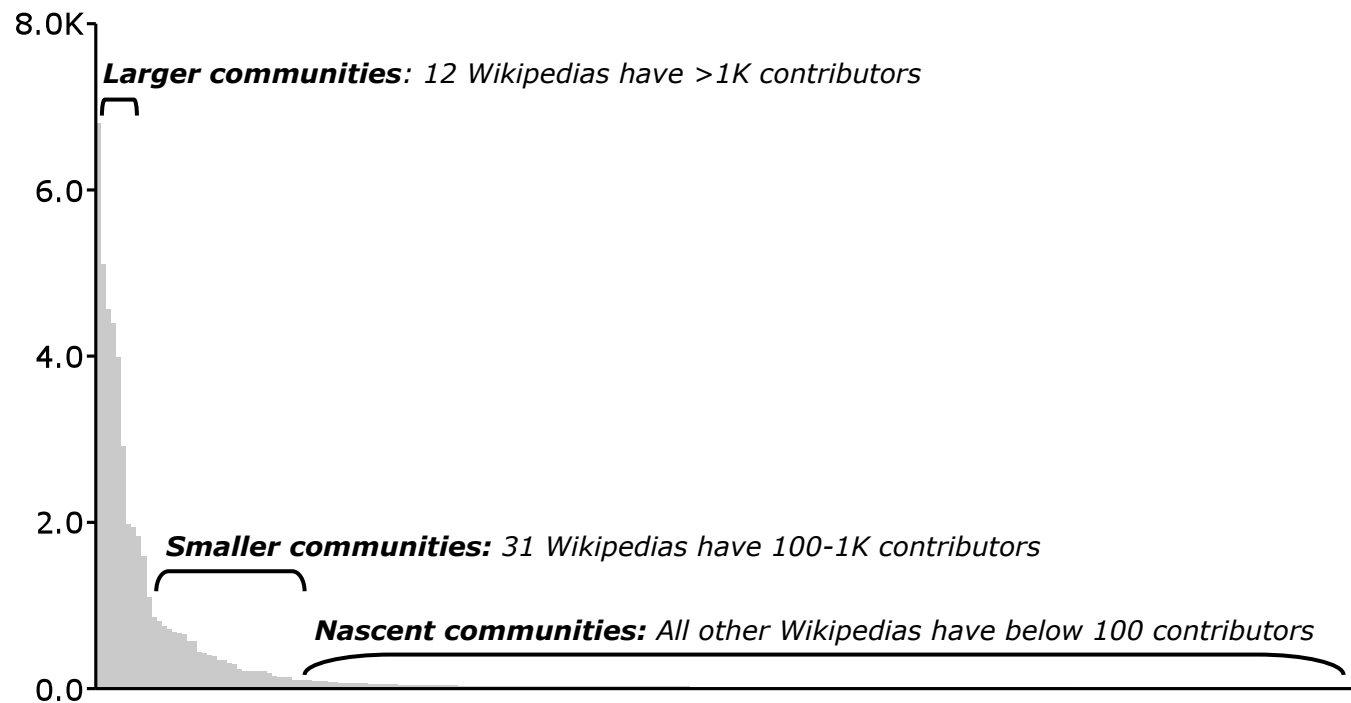 8.0K
Larger communities: 12 Wikipedias have >1K contributors
6.0
4.0
2.0
Smaller communities: 31 Wikipedias have 100-1K contributors
Nascent communities: All other Wikipedias have below 100 contributors
0.0